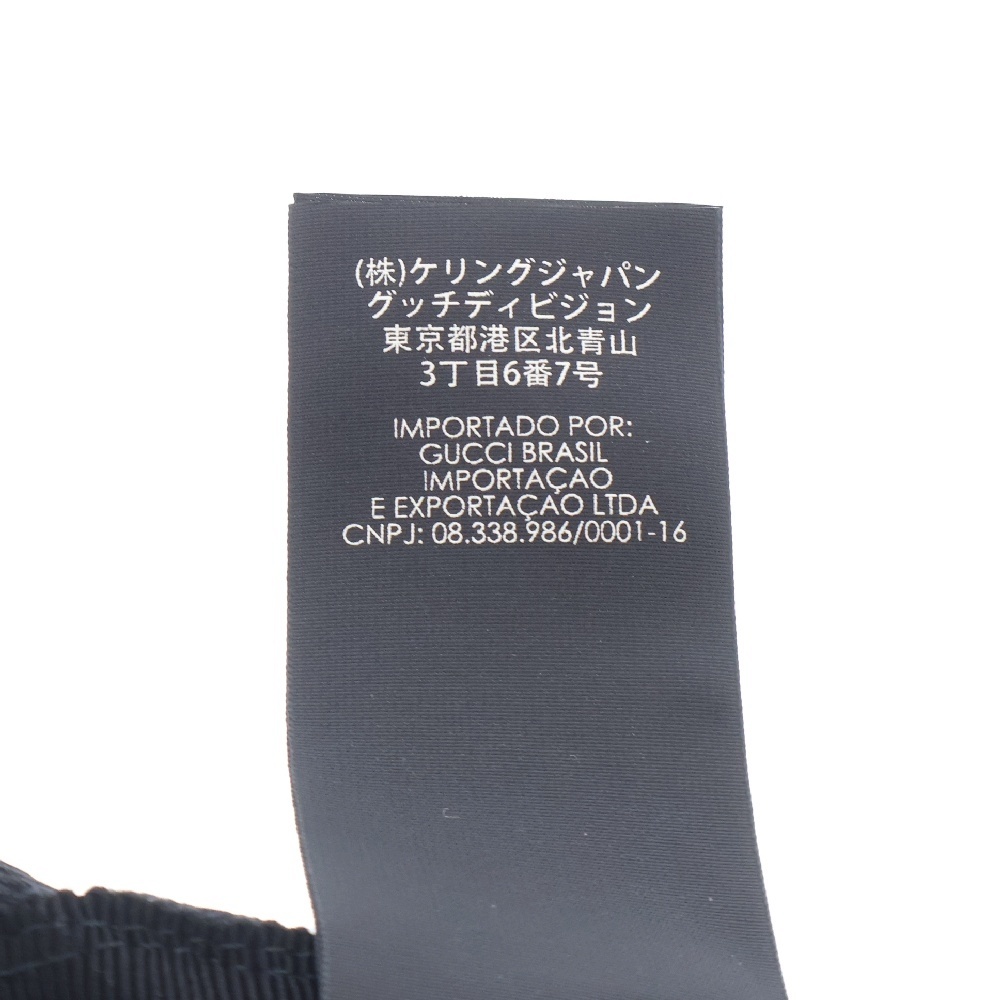 (株)ケリングジャパン
グッチディビジョン
東京都港区北青山
3丁目6番7号
IMPORTADO POR:
GUCCI BRASIL
IMPORTAÇAO
E EXPORTAÇAO LTDA
CNPJ: 08.338.986/0001-16